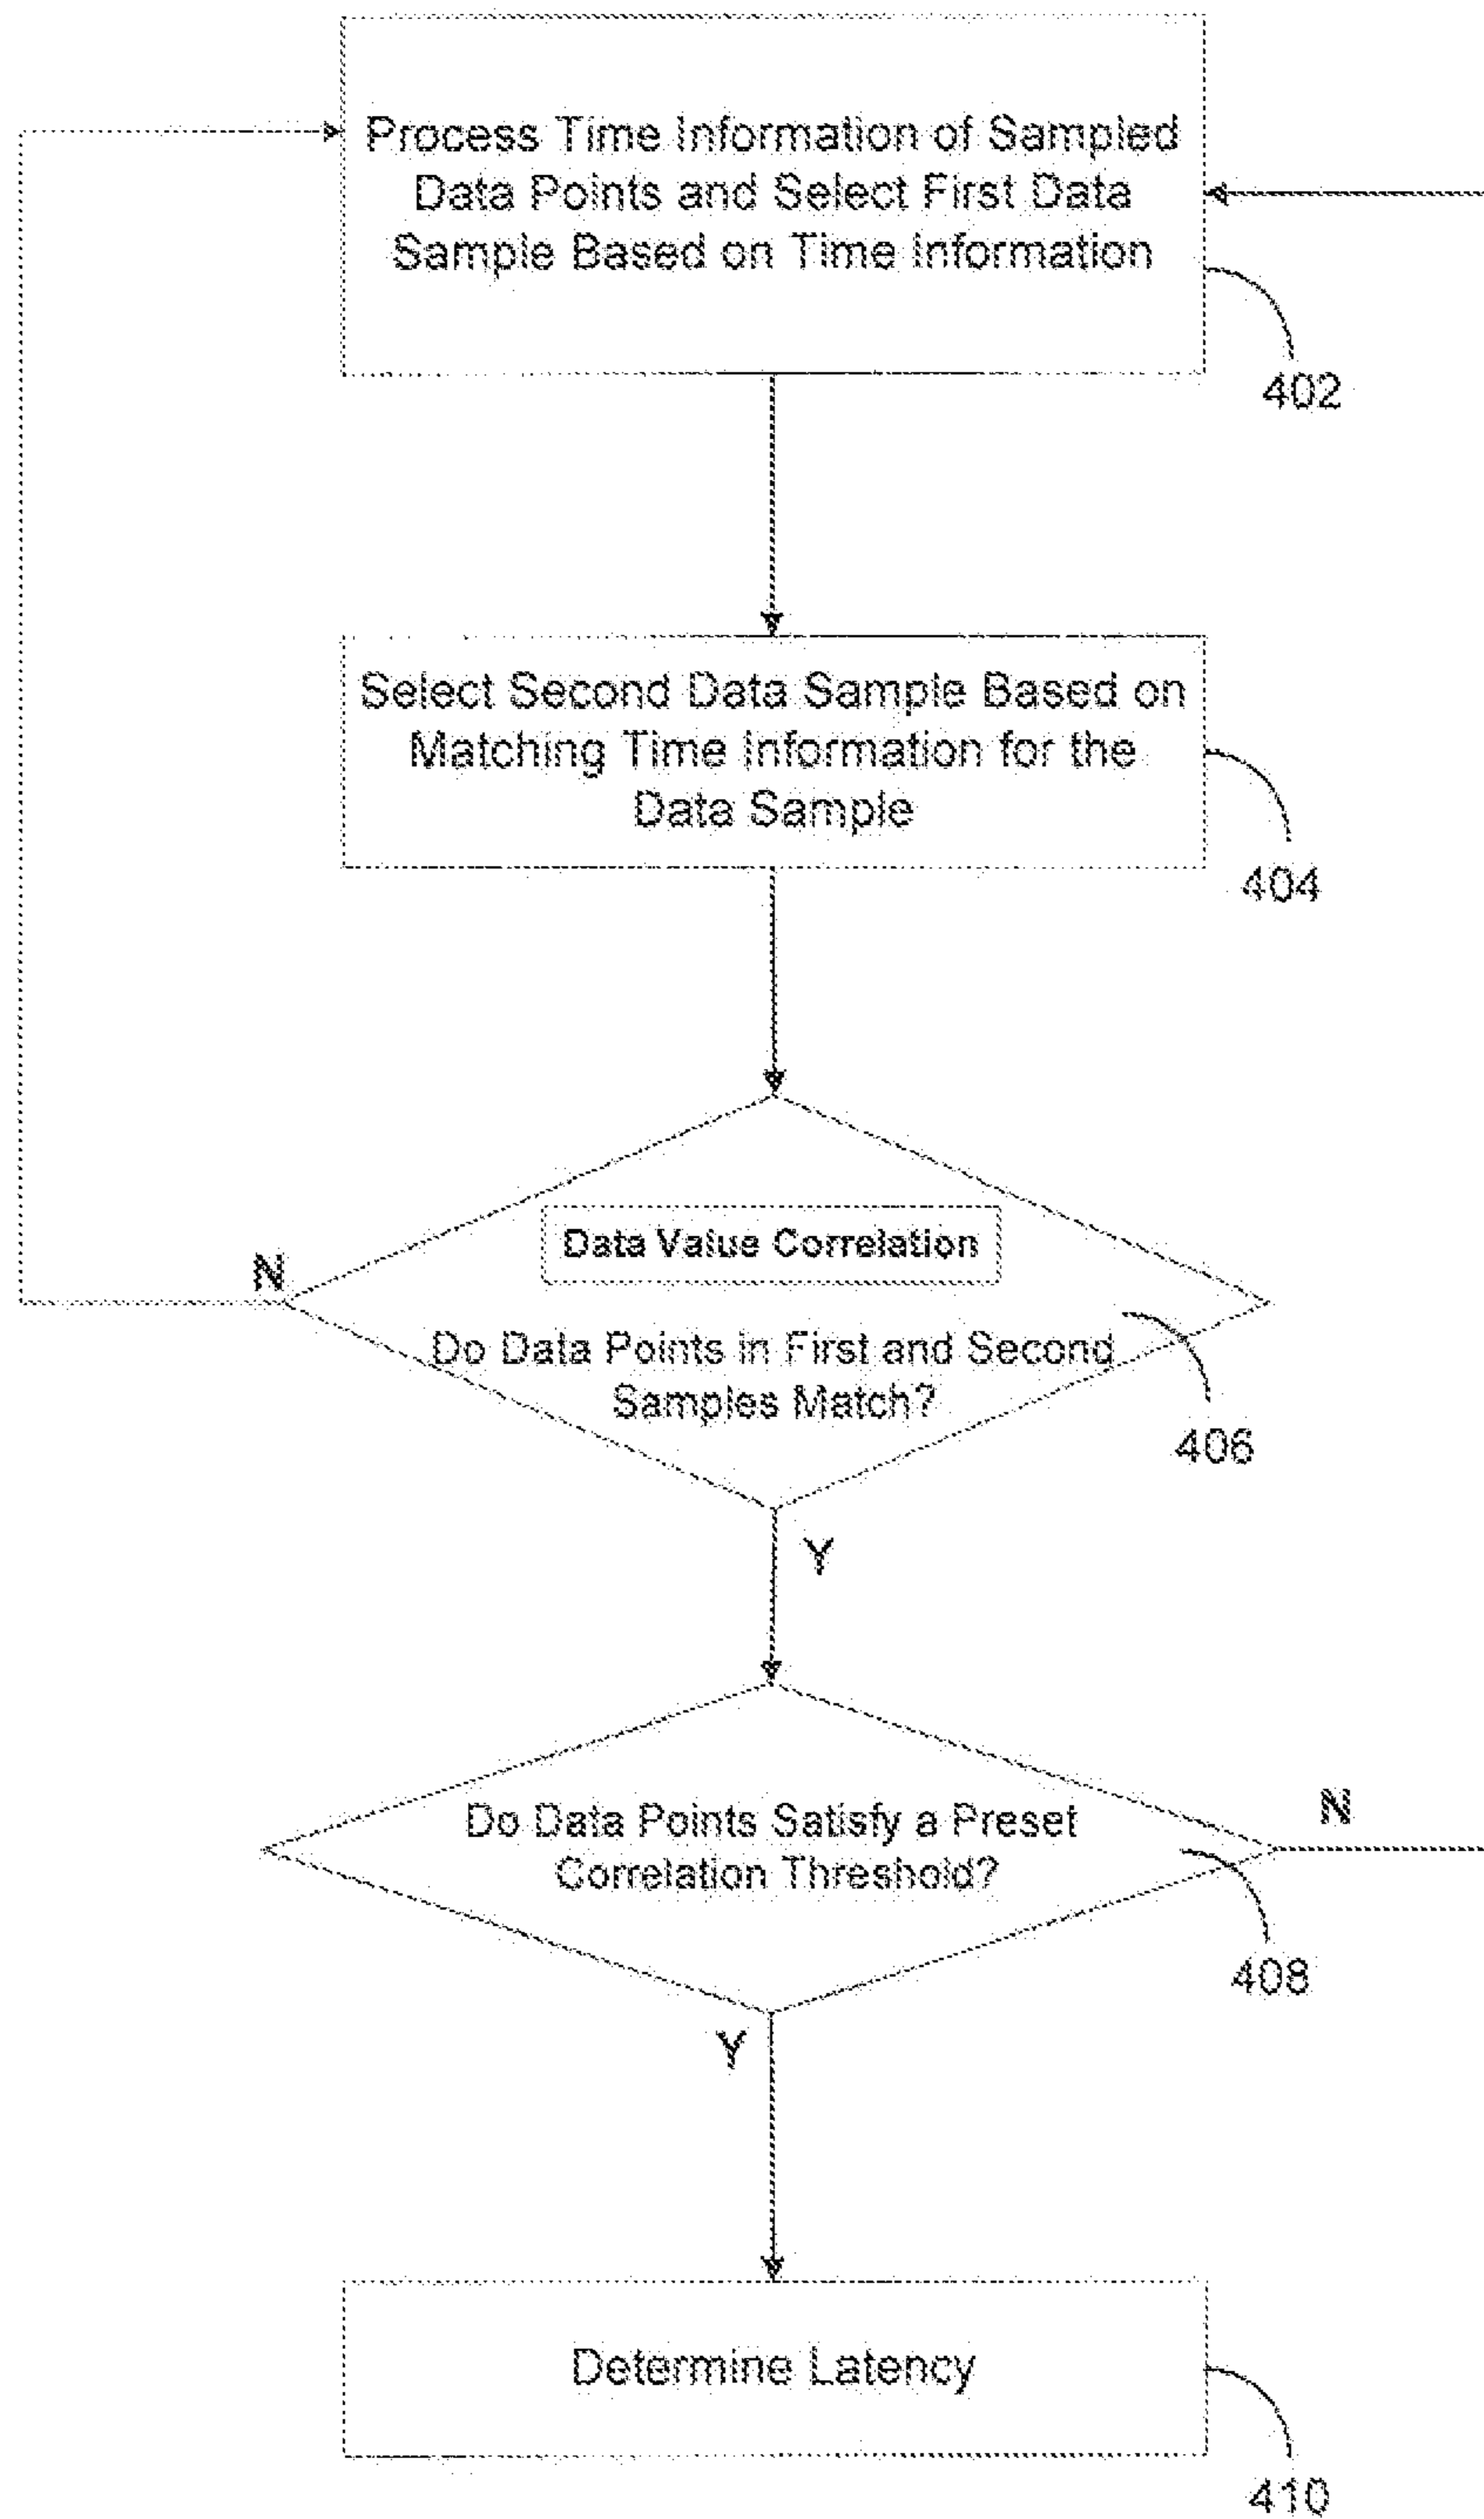 Process Time Information of Sampled
Data Points and Select First Data
Sample Based on Time Information
402
Select Second Data Sample Based on
Matching Time Information for the
Data Sample
404
Data Value Correlation
N
Do Data Points in First and Second
Samples Match?
406
Y
Do Data Points Satisfy a Preset
Correlation Threshold?
N
408
Y
Determine Latency
410